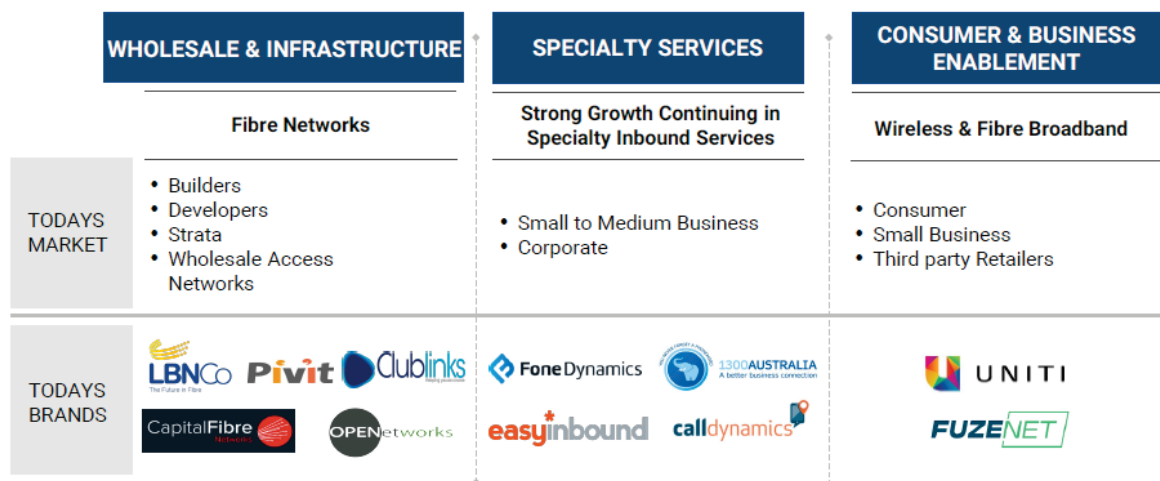 WHOLESALE & INFRASTRUCTURE
SPECIALTY SERVICES
CONSUMER & BUSINESS
ENABLEMENT
Fibre Networks
Strong Growth Continuing in
Specialty Inbound Services
Wireless & Fibre Broadband
TODAYS
MARKET
• Builders
• Developers
• Strata
• Wholesale Access
Networks
• Small to Medium Business
• Corporate
• Consumer
• Small Business
• Third party Retailers
TODAYS
BRANDS
LBNCo
The Future in Fibre
Pivit
Clublinks
CapitalFibre
Networks
OPENetworks
FoneDynamics
1300AUSTRALIA
A better business connection
easyinbound
calldynamics
UNITI
FUZENET